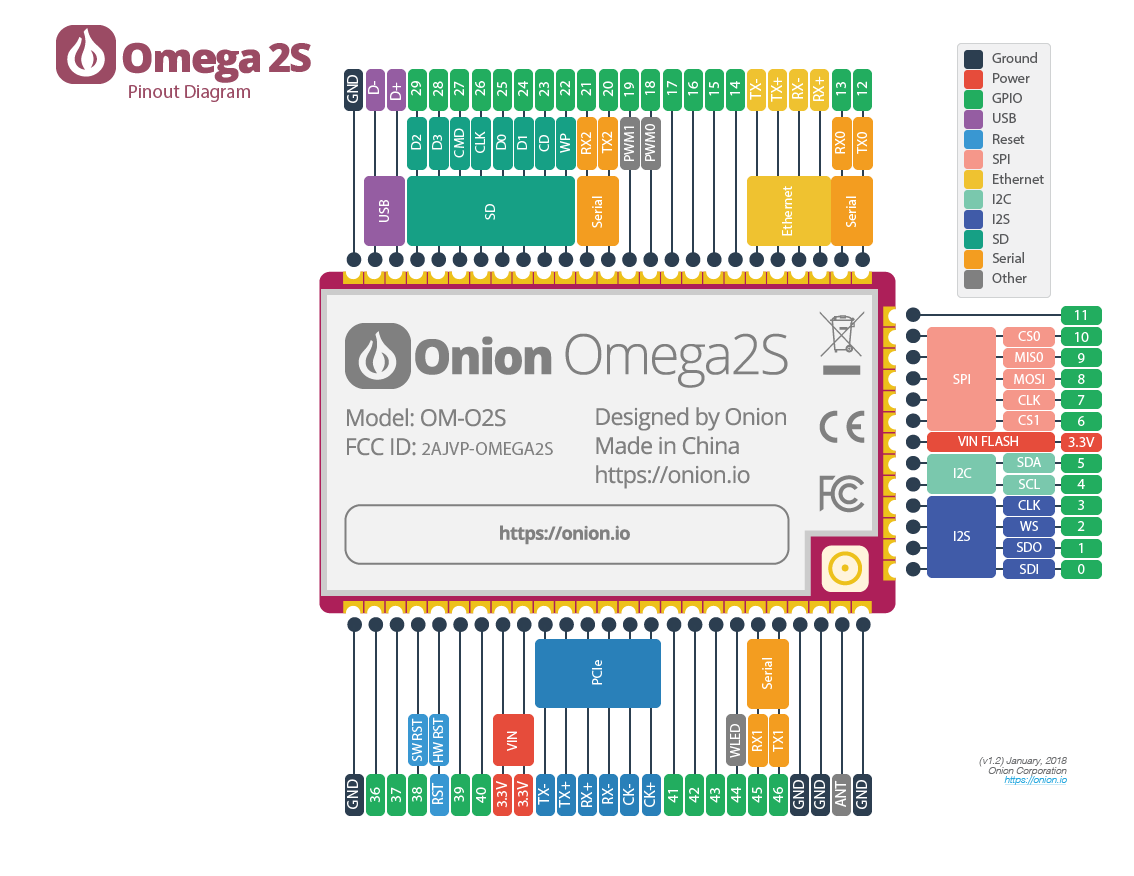 Omega 2S
Pinout Diagram
GND D- D+ 29 28 27 26 25 24 23 22 21 20 19 18 17 16 15 14 TX- TX+ RX- RX+ 13 12
D2 D3 CMD CLK D0 D1 CD WP RX2 TX2 PWM1 PWM0 RX0 TX0
USB SD Serial Ethernet Serial
Ground
Power
GPIO
USB
Reset
SPI
Ethernet
I2C
I2S
SD
Serial
Other
Onion Omega2S
Model: OM-O2S
FCC ID: 2AJVP-OMEGA2S
Designed by Onion
Made in China
https://onion.io
CE
FC
https://onion.io
11
SPI
CS0 10
MIS0 9
MOSI 8
CLK 7
CS1 6
VIN FLASH 3.3V
I2C
SDA 5
SCL 4
I2S
CLK 3
WS 2
SDO 1
SDI 0
PCIe Serial
SW RST HW RST VIN WLED RX1 TX1
GND 36 37 38 RST 39 40 3.3V 3.3V TX- TX+ RX+ RX- CK- CK+ 41 42 43 44 45 46 GND GND ANT GND
(v1.2) January, 2018
Onion Corporation
https://onion.io